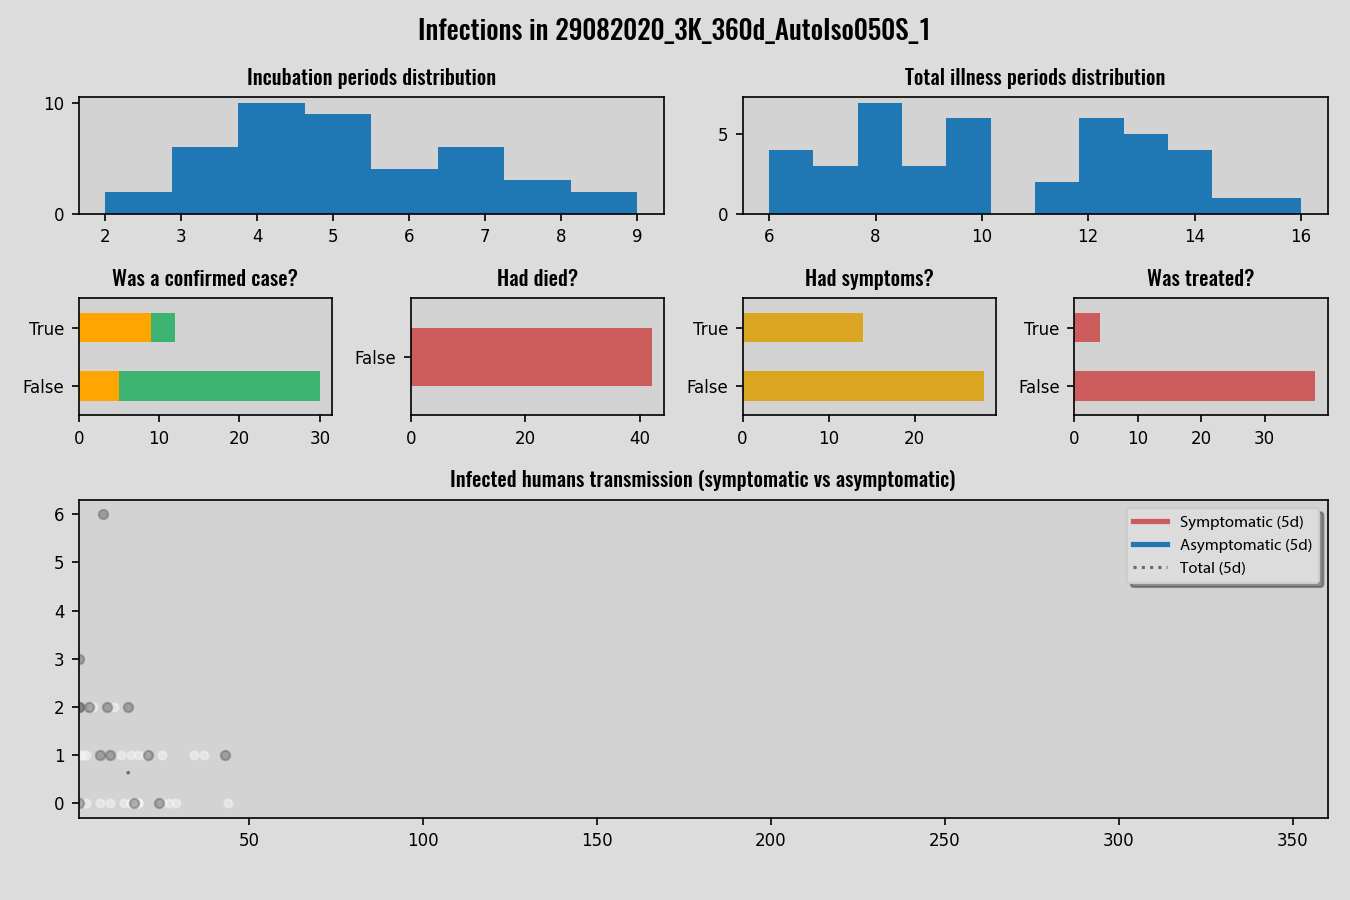 Infections in 29082020_3K_360d_AutoIso050S_1
Incubation periods distribution
Total illness periods distribution
10
0
2 3 4 5 6 7 8 9
5
0
6 8 10 12 14 16
Was a confirmed case?
Had died?
Had symptoms?
Was treated?
True
False
0 10 20 30
False
0 20 40
True
False
0 10 20
True
False
0 10 20 30
Infected humans transmission (symptomatic vs asymptomatic)
6
5
4
3
2
1
0
Symptomatic (5d)
Asymptomatic (5d)
Total (5d)
50 100 150 200 250 300 350